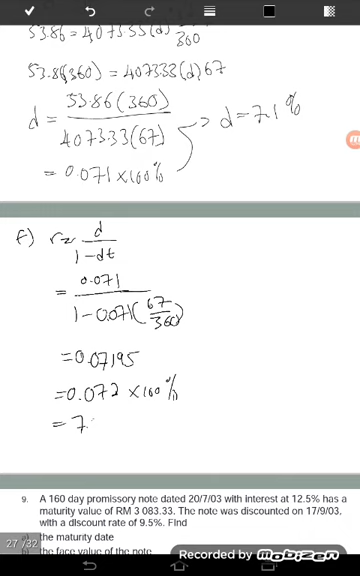 53.86 = 4073.33(d) 67/360
53.86(360) = 4073.33(d) 67
d = 53.86(360) / 4073.33(67)
= 0.071 × 100%
d = 7.1%
f) r = d / 1 - dt
= 0.071 / 1 - 0.071(67/360)
= 0.07195
= 0.072 × 100%
= 7.
9. A 160 day promissory note dated 20/7/03 with interest at 12.5% has a
maturity value of RM 3 083.33. The note was discounted on 17/9/03.
with a discount rate of 9.5%. Find
the maturity date
the face value of the note
27 / 32
Recorded by Mobizen